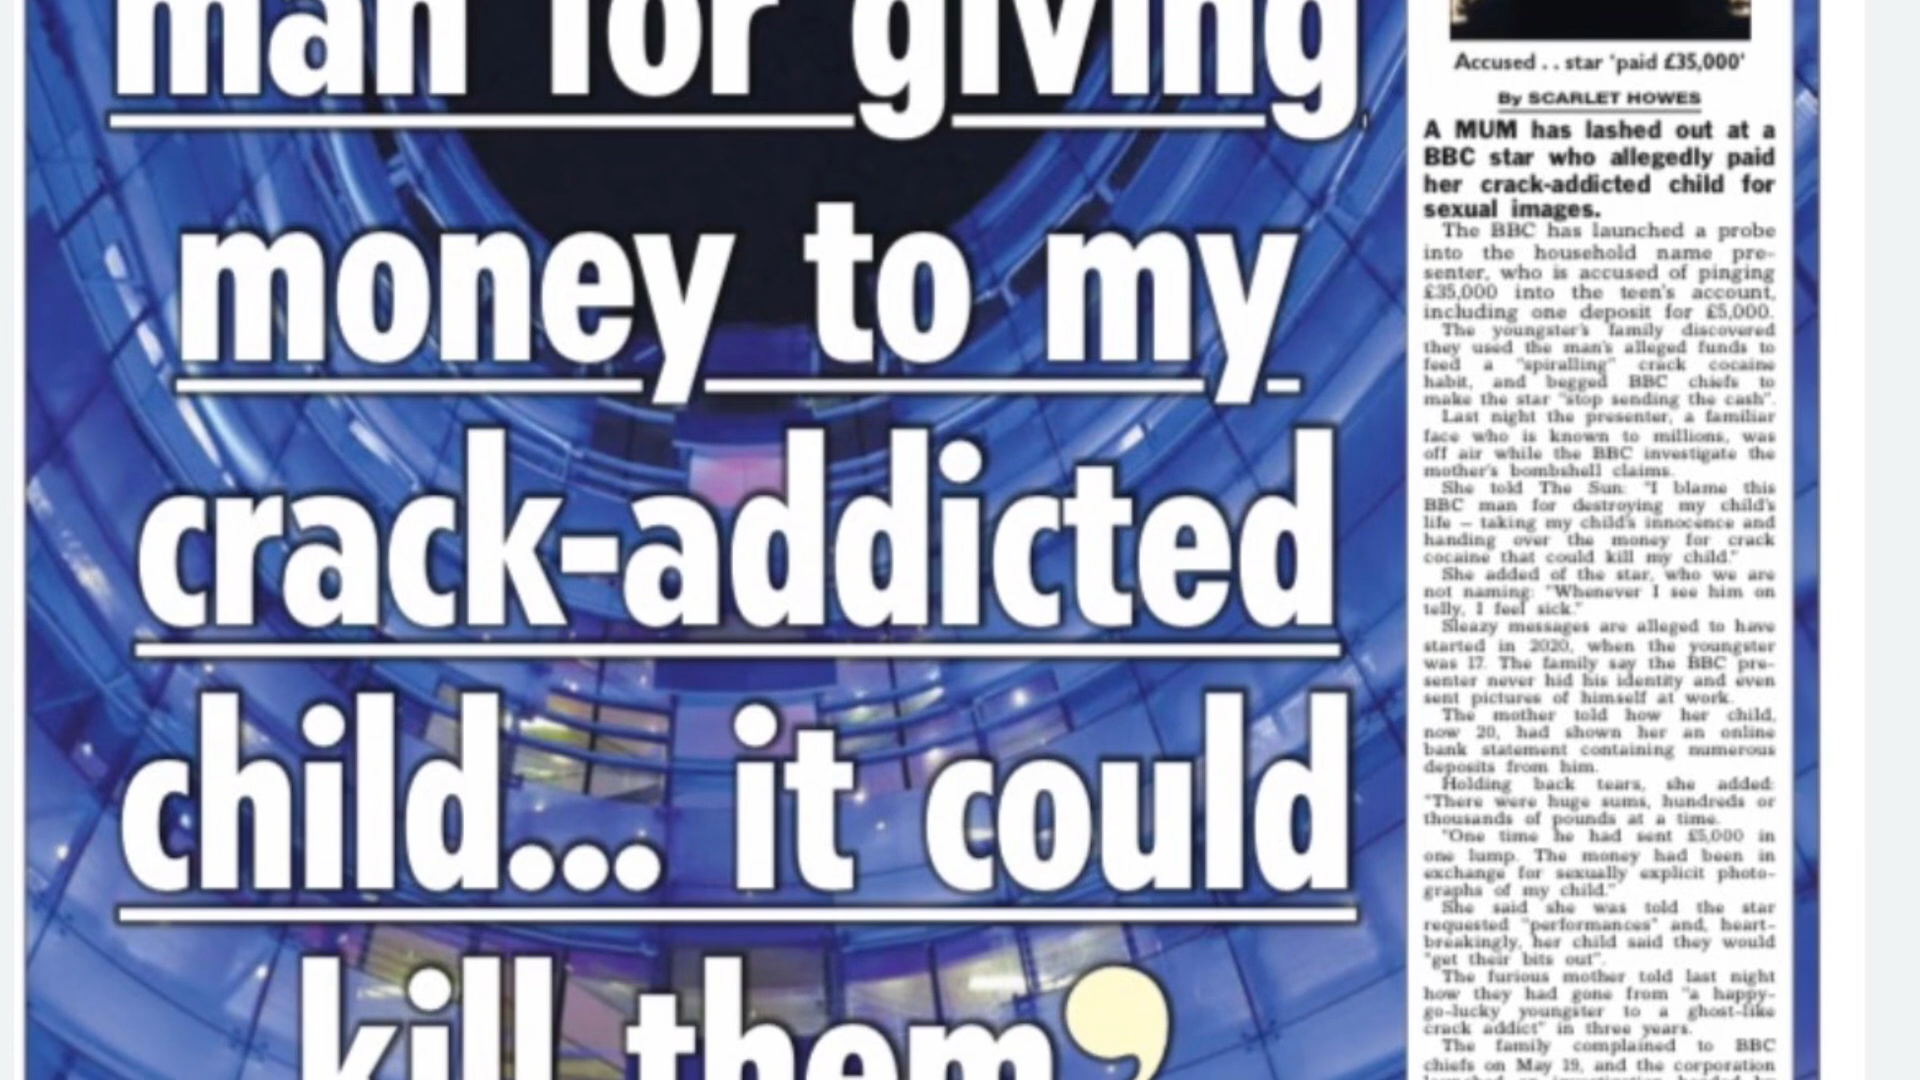 man for giving
money to my
crack-addicted
child... it could
kill them’
Accused . . star ‘paid £35,000’
By SCARLET HOWES
A MUM has lashed out at a
BBC star who allegedly paid
her crack-addicted child for
sexual images.
The BBC has launched a probe
into the household name pre-
senter, who is accused of pinging
£35,000 into the teen's account,
including one deposit for £5,000.
The youngster's family discovered
they used the man's alleged funds to
feed a "spiralling" crack cocaine
habit, and begged BBC chiefs to
make the star "stop sending the cash".
Last night the presenter, a familiar
face who is known to millions, was
off air while the BBC investigate the
mother's bombshell claims.
She told The Sun: "I blame this
BBC man for destroying my child's
life – taking my child's innocence and
handing over the money for crack
cocaine that could kill my child."
She added of the star, who we are
not naming: "Whenever I see him on
telly, I feel sick."
Sleazy messages are alleged to have
started in 2020, when the youngster
was 17. The family say the BBC pre-
senter never hid his identity and even
sent pictures of himself at work.
The mother told how her child,
now 20, had shown her an online
bank statement containing numerous
deposits from him.
Holding back tears, she added:
"There were huge sums, hundreds or
thousands of pounds at a time.
"One time he had sent £5,000 in
one lump. The money had been in
exchange for sexually explicit photo-
graphs of my child."
She said she was told the star
requested "performances" and, heart-
breakingly, her child said they would
"get their bits out".
The furious mother told last night
how they had gone from "a happy-
go-lucky youngster to a ghost-like
crack addict" in three years.
The family complained to BBC
chiefs on May 19, and the corporation